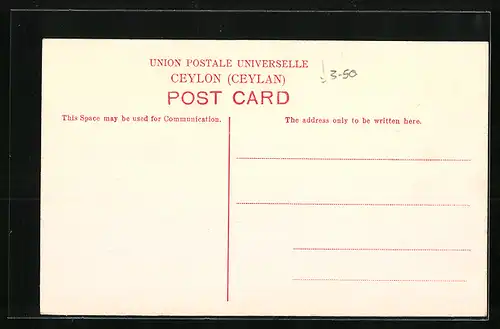 UNION POSTALE UNIVERSELLE
CEYLON (CEYLAN)
3-50
POST CARD
This Space may be used for Communication.
The address only to be written here.